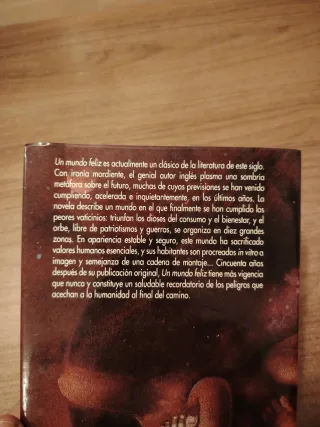 Un mundo feliz es actualmente un clásico de la literatura de este siglo.
Con ironía mordiente, el genial autor inglés plasma una sombría
metáfora sobre el futuro, muchas de cuyas previsiones se han venido
cumpliendo, acelerada e inquietantemente, en los últimos años. La
novela describe un mundo en el que finalmente se han cumplido los
peores vaticinios: triunfan los dioses del consumo y el bienestar, y el
orbe, libre de patriotismos y guerras, se organiza en diez grandes
zonas. En apariencia estable y seguro, este mundo ha sacrificado
valores humanos esenciales, y sus habitantes son procreados in vitro a
imagen y semejanza de una cadena de montaje... Cincuenta años
después de su publicación original, Un mundo feliz tiene más vigencia
que nunca y constituye un saludable recordatorio de los peligros que
acechan a la humanidad al final del camino.